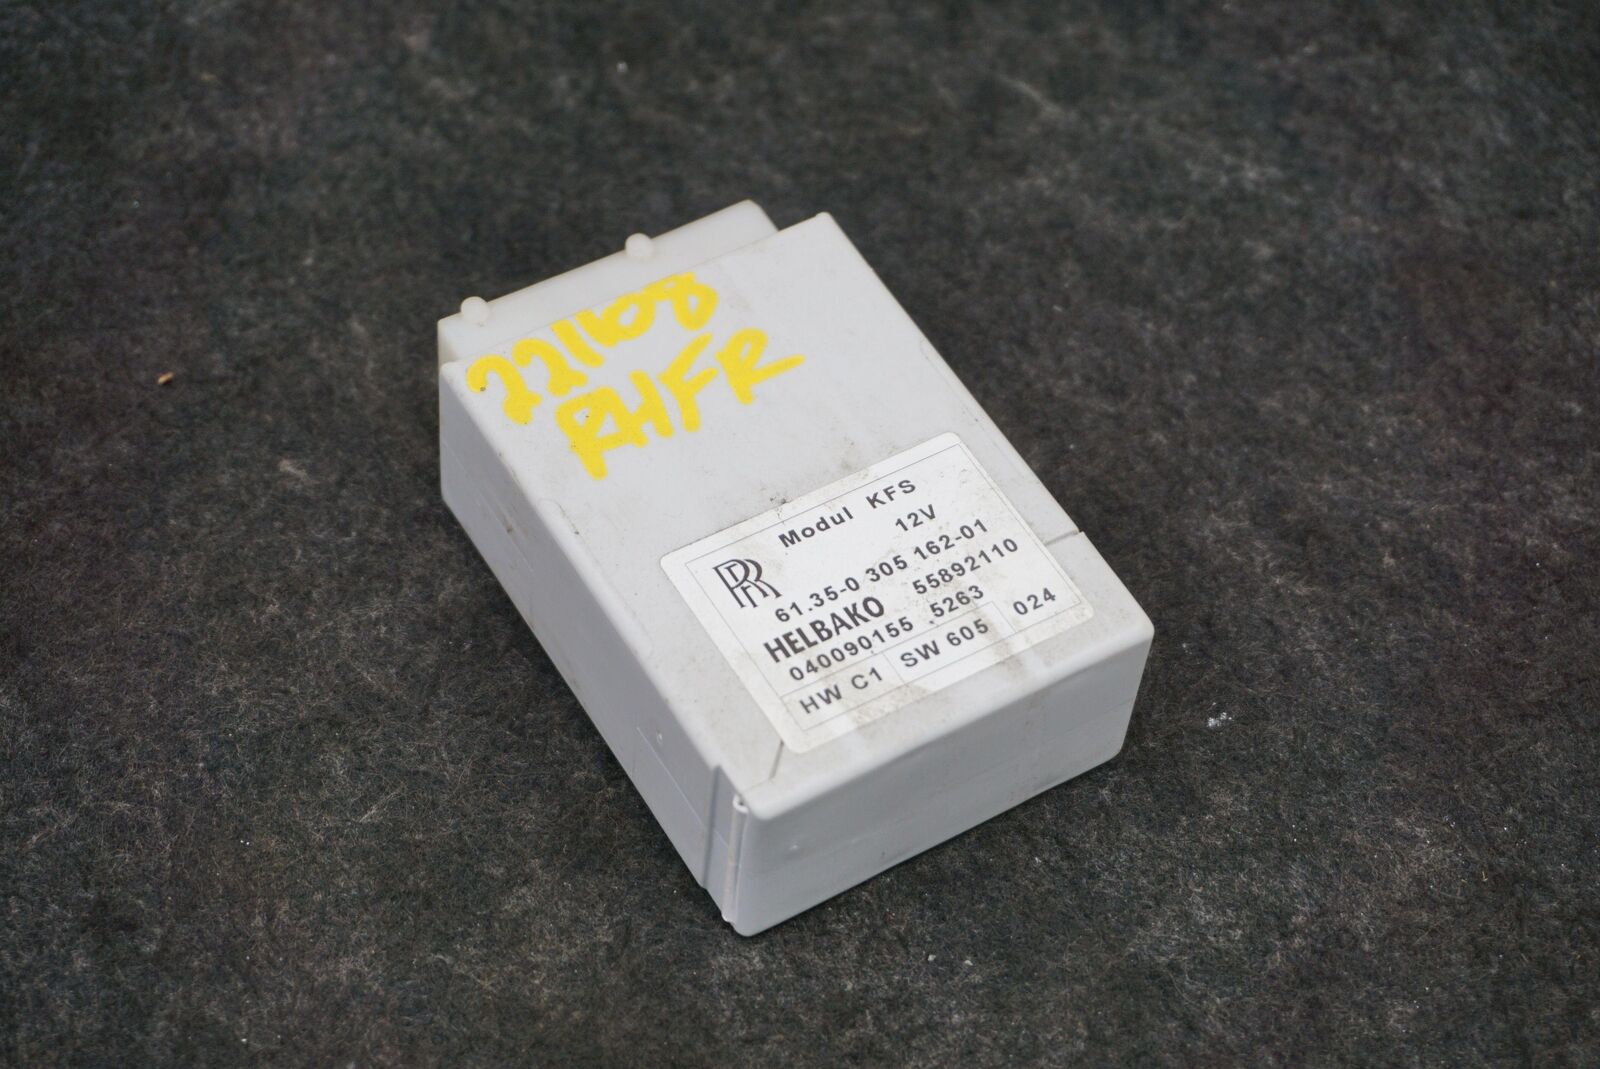 221108
RHFR
RR
Modul KFS
12V
61.35-0 305 162-01
HELBAKO 55892110
040090155 .5263
HW C1 SW 605 024